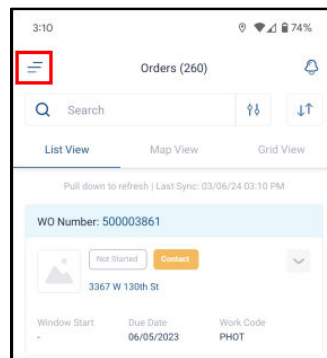 3:10 74%
Orders (260)
Search
List View Map View Grid View
Pull down to refresh | Last Sync: 03/06/24 03:10 PM
WO Number: 500003861
Not Started Contact
3367 W 130th St
Window Start Due Date Work Code
- 06/05/2023 PHOT